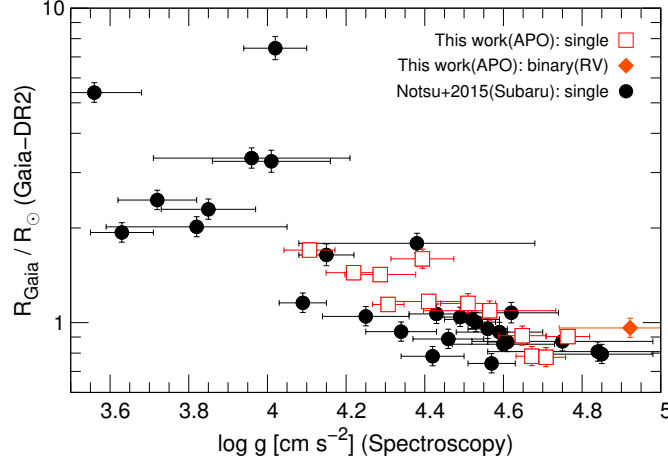 10
1
R_Gaia / R_⊙ (Gaia−DR2)
This work(APO): single
This work(APO): binary(RV)
Notsu+2015(Subaru): single
3.6 3.8 4 4.2 4.4 4.6 4.8 5
log g [cm s^−2] (Spectroscopy)